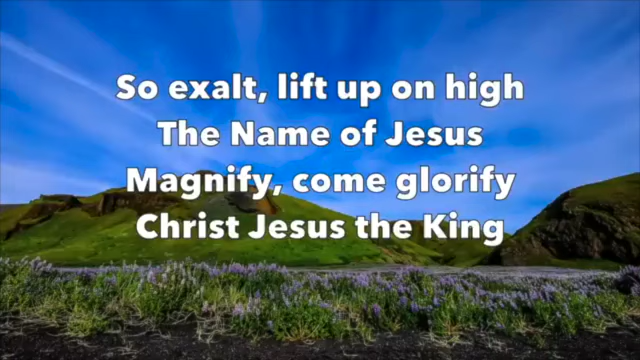 So exalt, lift up on high
The Name of Jesus
Magnify, come glorify
Christ Jesus the King